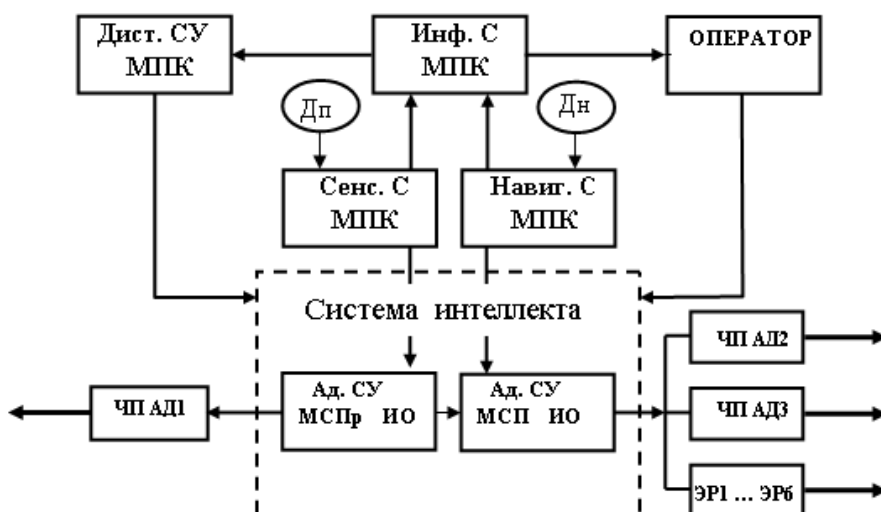 Дист. СУ
МПК
Инф. С
МПК
ОПЕРАТОР
Дп
Дн
Сенс. С
МПК
Навиг. С
МПК
Система интеллекта
ЧП АД2
Ад. СУ
МСПр ИО
Ад. СУ
МСП ИО
ЧП АД1
ЧП АД3
ЭР1 ... ЭР6